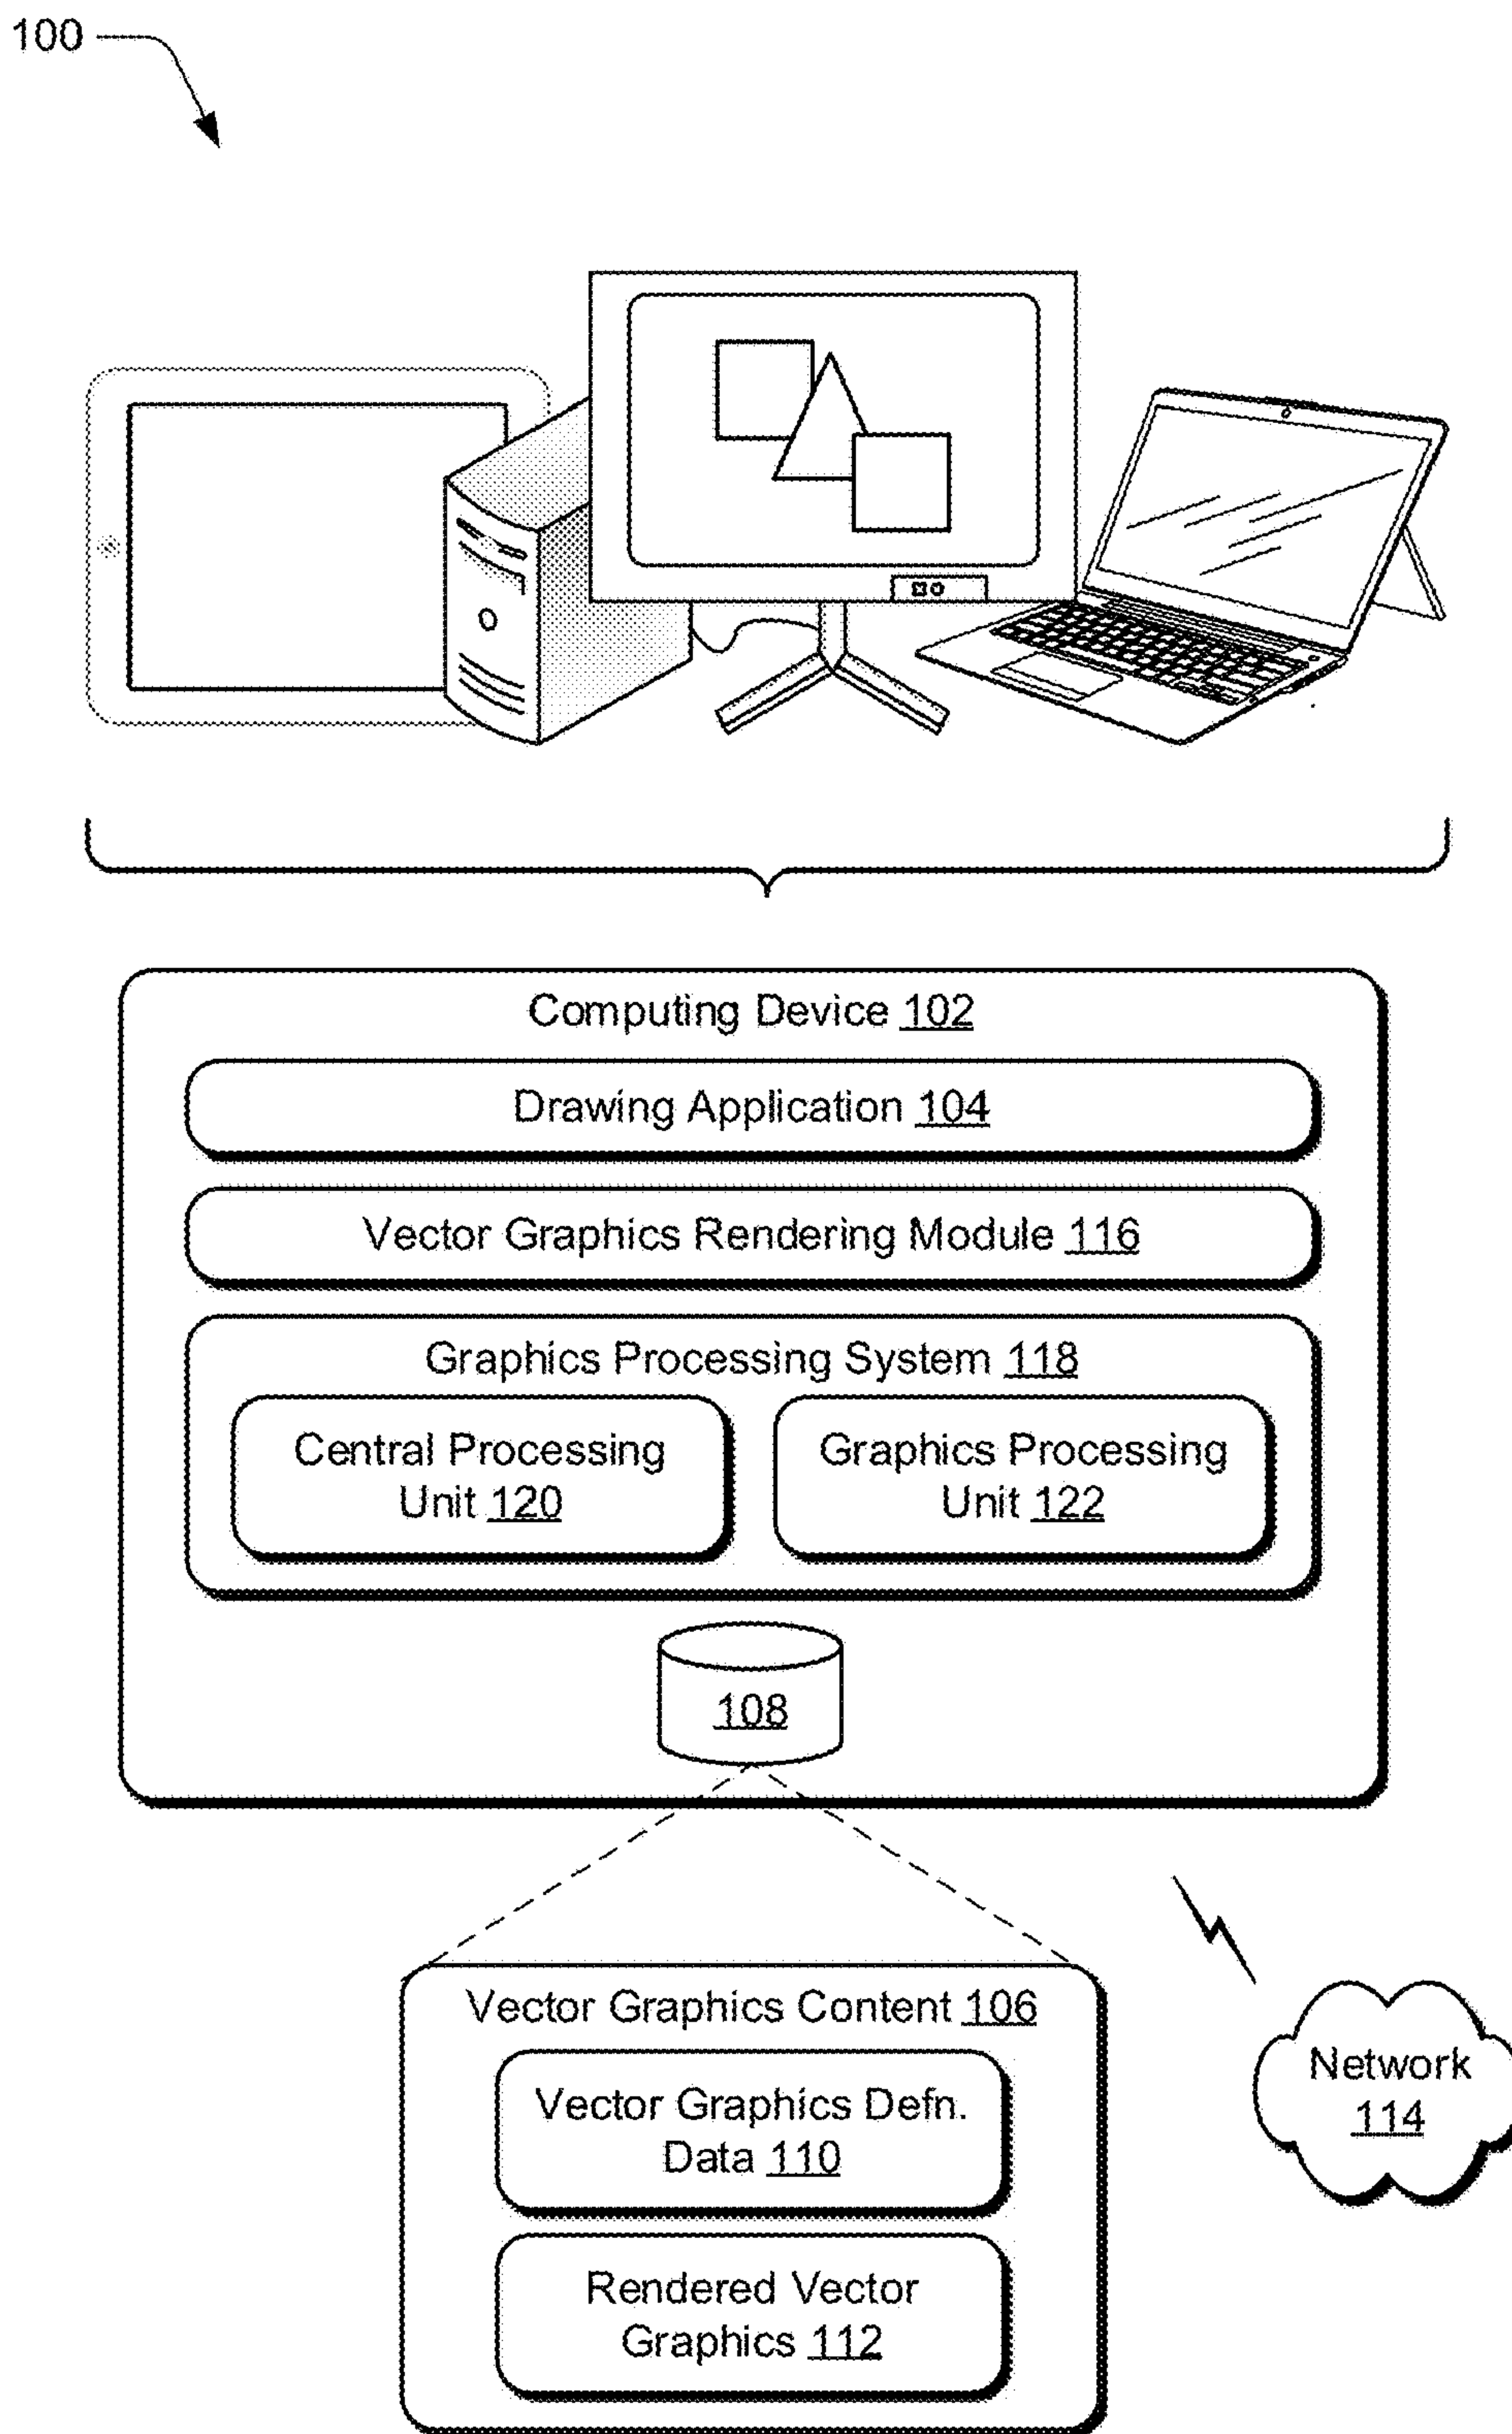 100
Computing Device 102
Drawing Application 104
Vector Graphics Rendering Module 116
Graphics Processing System 118
Central Processing
Unit 120
Graphics Processing
Unit 122
108
Vector Graphics Content 106
Vector Graphics Defn.
Data 110
Rendered Vector
Graphics 112
Network
114